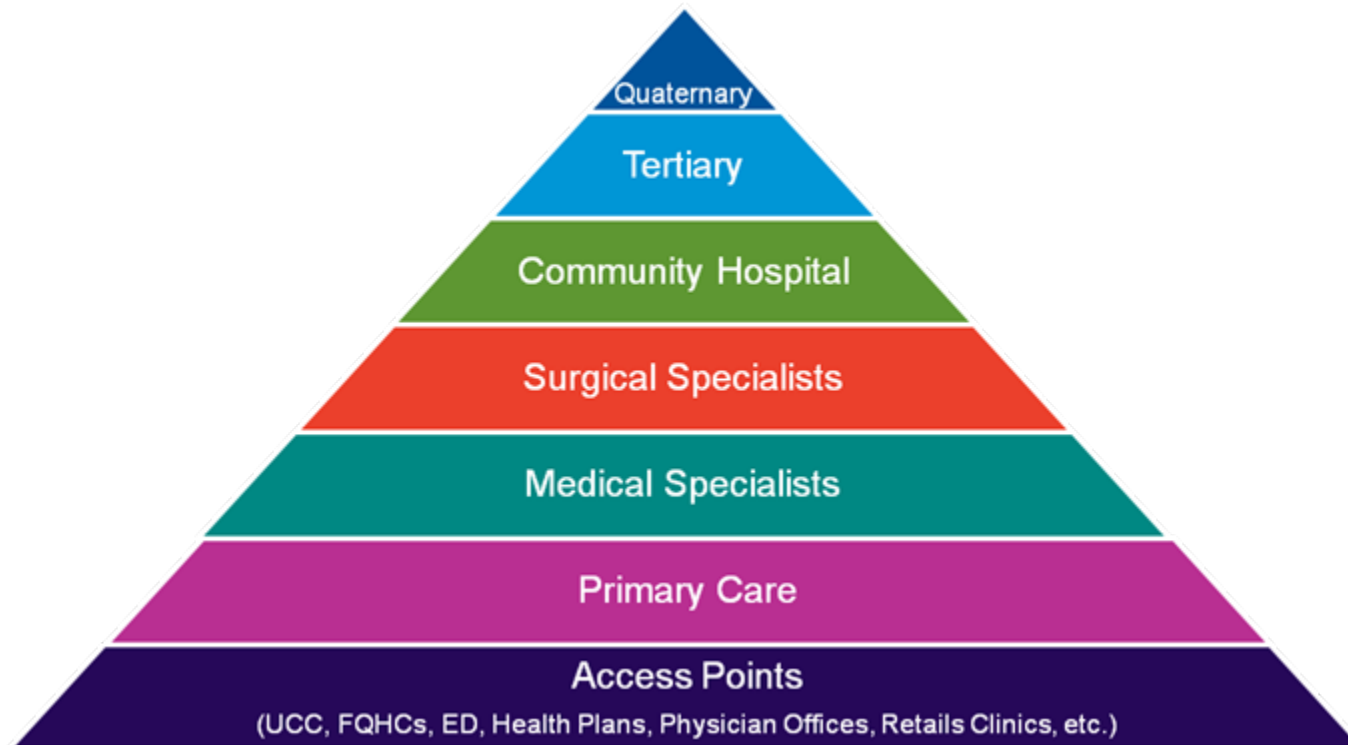 Quaternary
Tertiary
Community Hospital
Surgical Specialists
Medical Specialists
Primary Care
Access Points
(UCC, FQHCs, ED, Health Plans, Physician Offices, Retails Clinics, etc.)